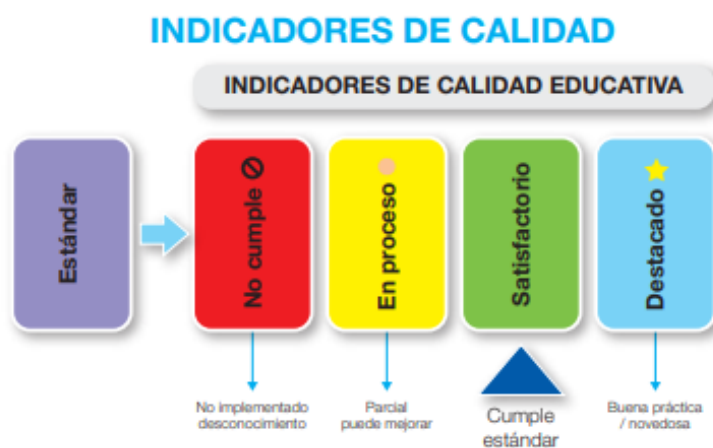 INDICADORES DE CALIDAD
INDICADORES DE CALIDAD EDUCATIVA
Estándar
No cumple
En proceso
Satisfactorio
Destacado
No implementado
desconocimiento
Parcial
puede mejorar
Cumple
estándar
Buena práctica
/ novedosa